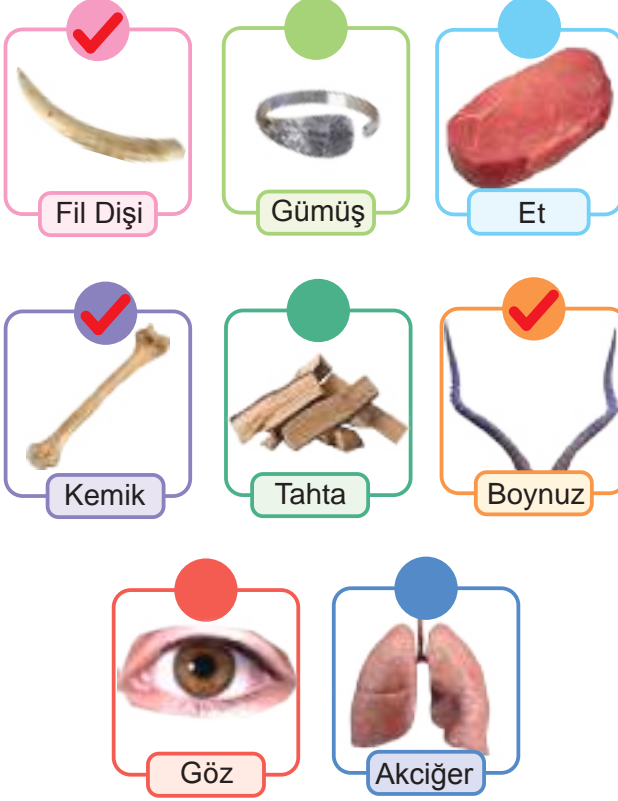 Fil Dişi
Gümüş
Et
Kemik
Tahta
Boynuz
Göz
Akciğer